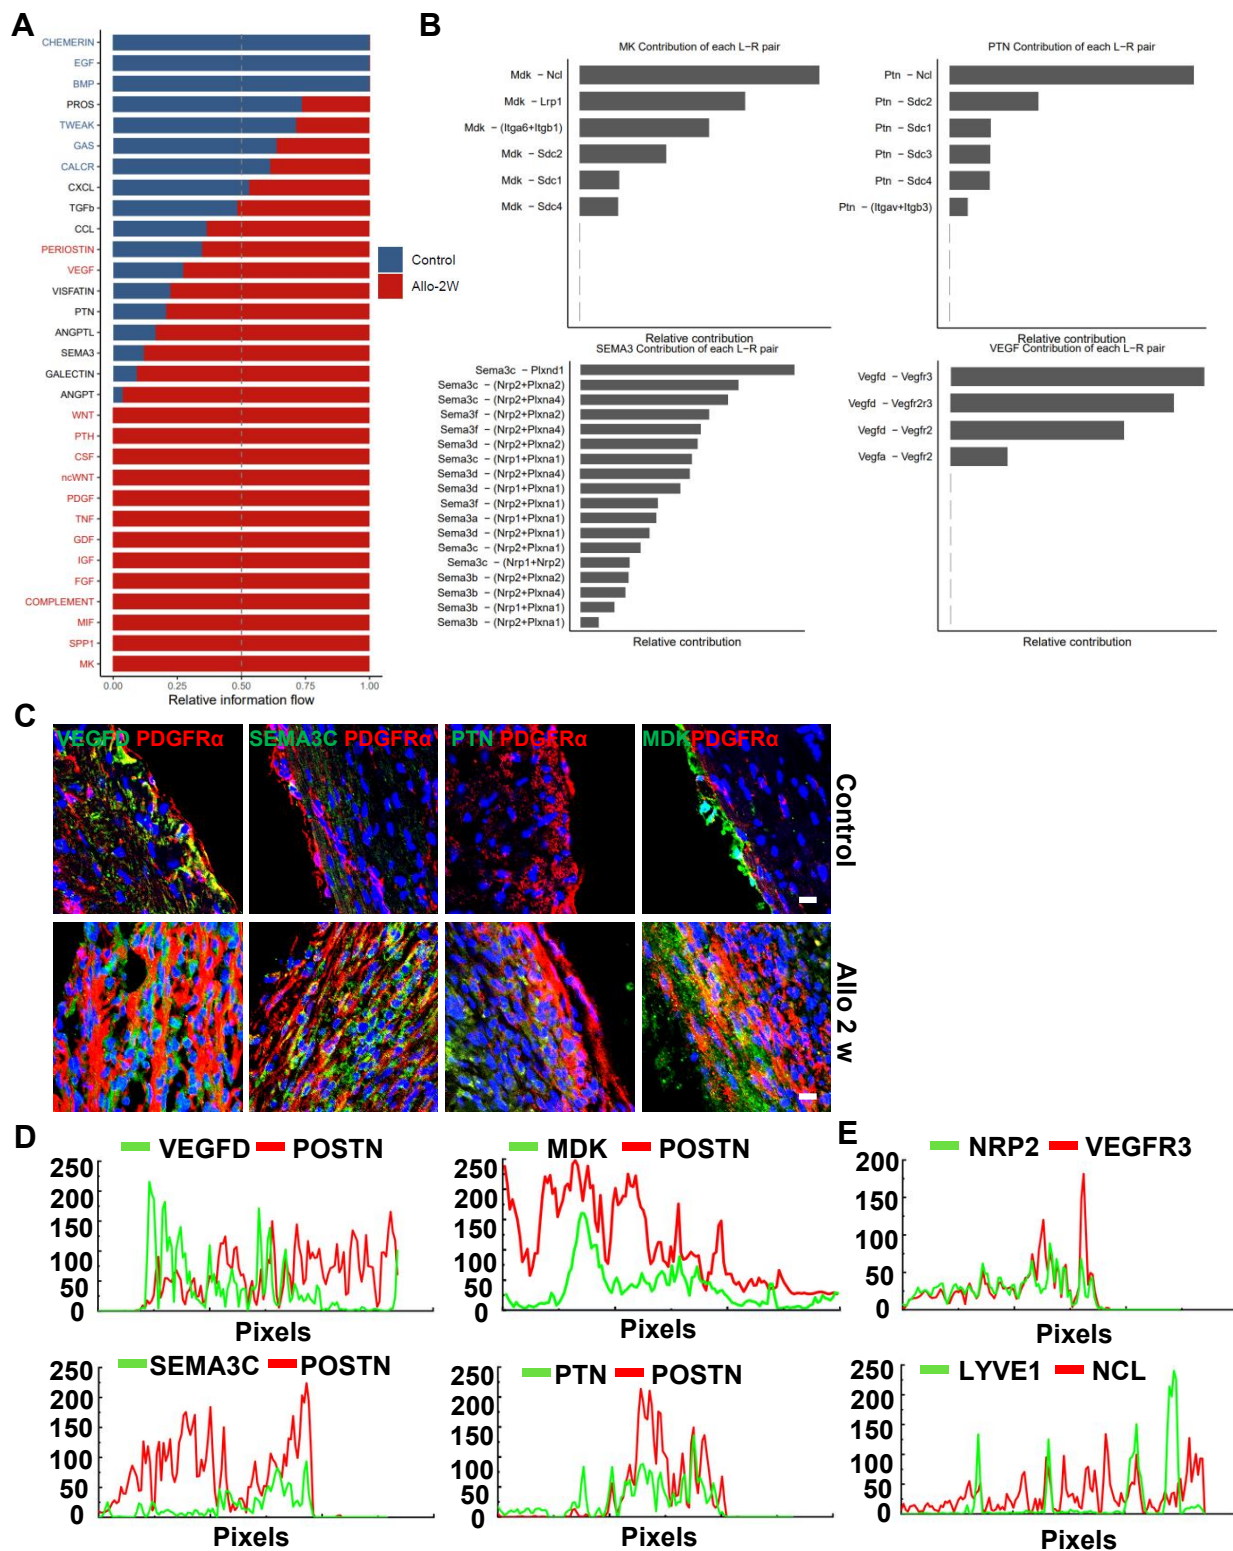 A
CHEMERIN
EGF
BMP
PROS
TWEAK
GAS
CALCR
CXCL
TGFb
CCL
PERIOSTIN
VEGF
VISFATIN
PTN
ANGPTL
SEMA3
GALECTIN
ANGPT
WNT
PTH
CSF
ncWNT
PDGF
TNF
GDF
IGF
FGF
COMPLEMENT
MIF
SPP1
MK
0.00 0.25 0.50 0.75 1.00
Relative information flow
Control
Allo-2W
B
MK Contribution of each L−R pair
Mdk − Ncl
Mdk − Lrp1
Mdk − (Itga6+Itgb1)
Mdk − Sdc2
Mdk − Sdc1
Mdk − Sdc4
Relative contribution
PTN Contribution of each L−R pair
Ptn − Ncl
Ptn − Sdc2
Ptn − Sdc1
Ptn − Sdc3
Ptn − Sdc4
Ptn − (Itgav+Itgb3)
Relative contribution
SEMA3 Contribution of each L−R pair
Sema3c − Plxnd1
Sema3c − (Nrp2+Plxna2)
Sema3c − (Nrp2+Plxna4)
Sema3f − (Nrp2+Plxna2)
Sema3f − (Nrp2+Plxna4)
Sema3d − (Nrp2+Plxna2)
Sema3c − (Nrp1+Plxna1)
Sema3d − (Nrp2+Plxna4)
Sema3d − (Nrp1+Plxna1)
Sema3f − (Nrp2+Plxna1)
Sema3a − (Nrp1+Plxna1)
Sema3d − (Nrp2+Plxna1)
Sema3c − (Nrp2+Plxna1)
Sema3c − (Nrp1+Nrp2)
Sema3b − (Nrp2+Plxna2)
Sema3b − (Nrp2+Plxna4)
Sema3b − (Nrp1+Plxna1)
Sema3b − (Nrp2+Plxna1)
Relative contribution
VEGF Contribution of each L−R pair
Vegfd − Vegfr3
Vegfd − Vegfr2r3
Vegfd − Vegfr2
Vegfa − Vegfr2
Relative contribution
C
VEGFD PDGFRα
SEMA3C PDGFRα
PTN PDGFRα
MDKPDGFRα
Control
Allo 2 w
D
VEGFD POSTN
250
200
150
100
50
0
Pixels
MDK POSTN
250
200
150
100
50
0
Pixels
SEMA3C POSTN
250
200
150
100
50
0
Pixels
PTN POSTN
250
200
150
100
50
0
Pixels
E
NRP2 VEGFR3
200
150
100
50
0
Pixels
LYVE1 NCL
250
200
150
100
50
0
Pixels